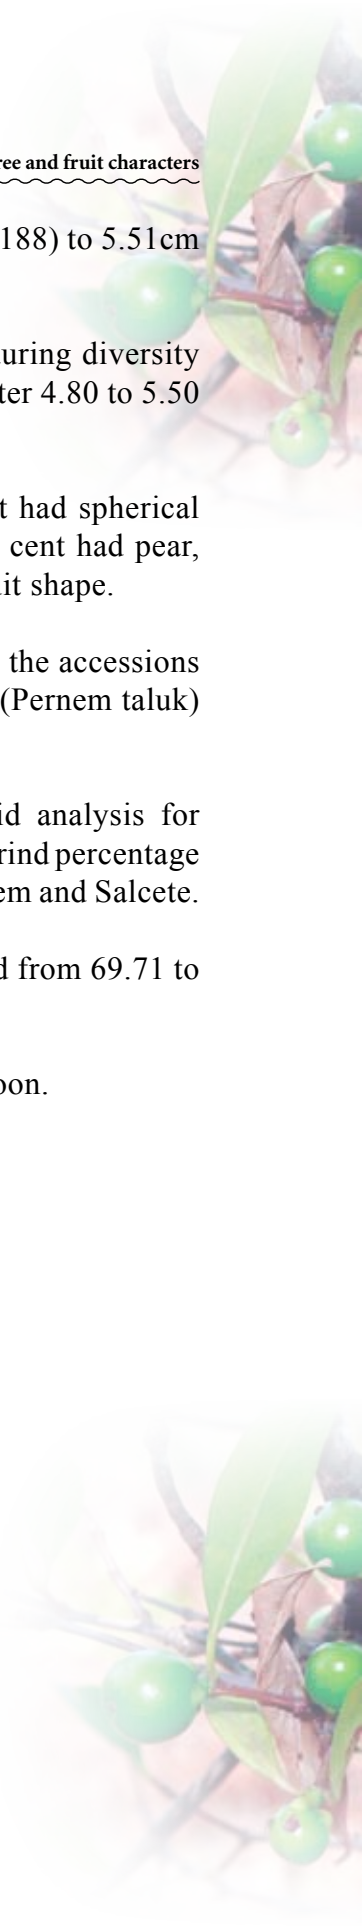 ree and fruit characters
188) to 5.51cm
uring diversity
ter 4.80 to 5.50
t had spherical
cent had pear,
it shape.
the accessions
(Pernem taluk)
id analysis for
rind percentage
em and Salcete.
d from 69.71 to
oon.